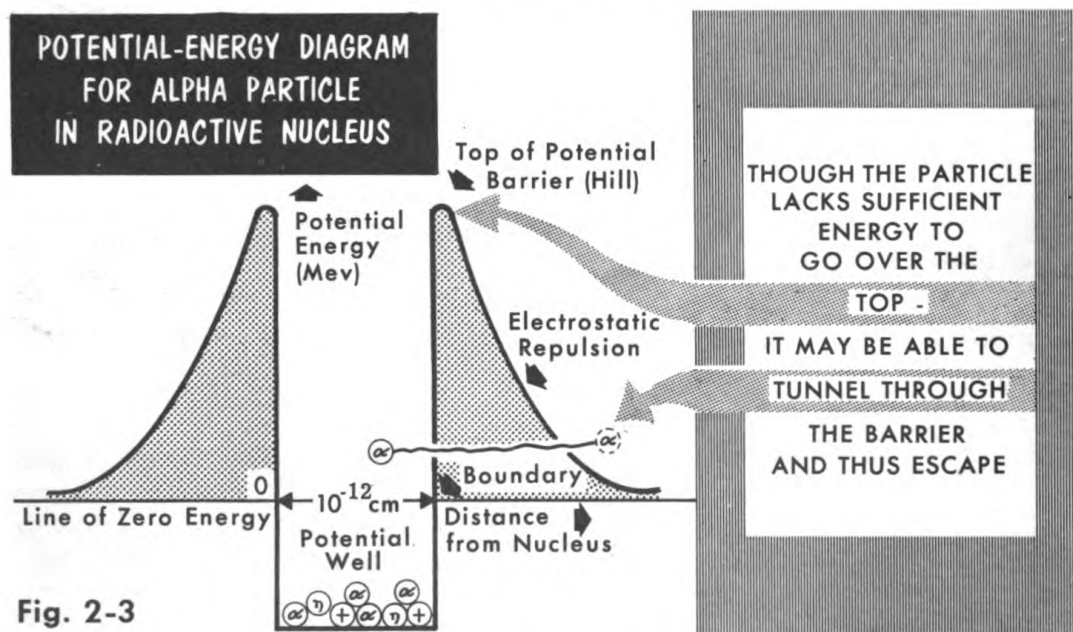 POTENTIAL-ENERGY DIAGRAM
FOR ALPHA PARTICLE
IN RADIOACTIVE NUCLEUS
Top of Potential
Barrier (Hill)
Potential
Energy
(Mev)
Electrostatic
Repulsion
α
α
Boundary
0
Line of Zero Energy
10⁻¹² cm
Distance
from Nucleus
Potential
Well
α η + α α η α +
Fig. 2-3
THOUGH THE PARTICLE
LACKS SUFFICIENT
ENERGY TO
GO OVER THE
TOP -
IT MAY BE ABLE TO
TUNNEL THROUGH
THE BARRIER
AND THUS ESCAPE